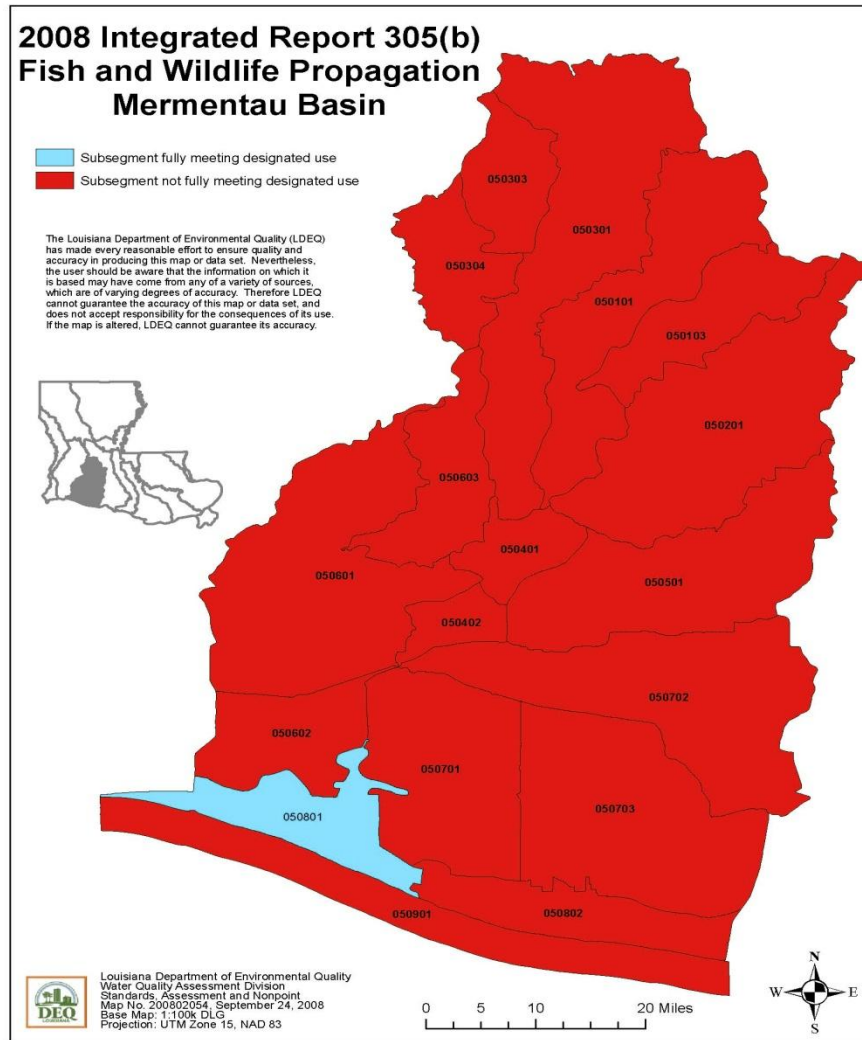 2008 Integrated Report 305(b)
Fish and Wildlife Propagation
Mermentau Basin
Subsegment fully meeting designated use
Subsegment not fully meeting designated use
The Louisiana Department of Environmental Quality (LDEQ)
has made every reasonable effort to ensure quality and
accuracy in producing this map or data set. Nevertheless,
the user should be aware that the information on which it
is based may have come from any of a variety of sources,
which are of varying degrees of accuracy. Therefore LDEQ
cannot guarantee the accuracy of this map or data set, and
does not accept responsibility for the consequences of its use.
If the map is altered, LDEQ cannot guarantee its accuracy.
050303
050301
050304
050101
050103
050201
050603
050401
050601
050501
050402
050702
050602
050701
050703
050801
050901
050802
DEQ
LOUISIANA
Louisiana Department of Environmental Quality
Water Quality Assessment Division
Standards, Assessment and Nonpoint
Map No. 200802054, September 24, 2008
Base Map: 1:100k DLG
Projection: UTM Zone 15, NAD 83
0 5 10 20 Miles
N
W E
S